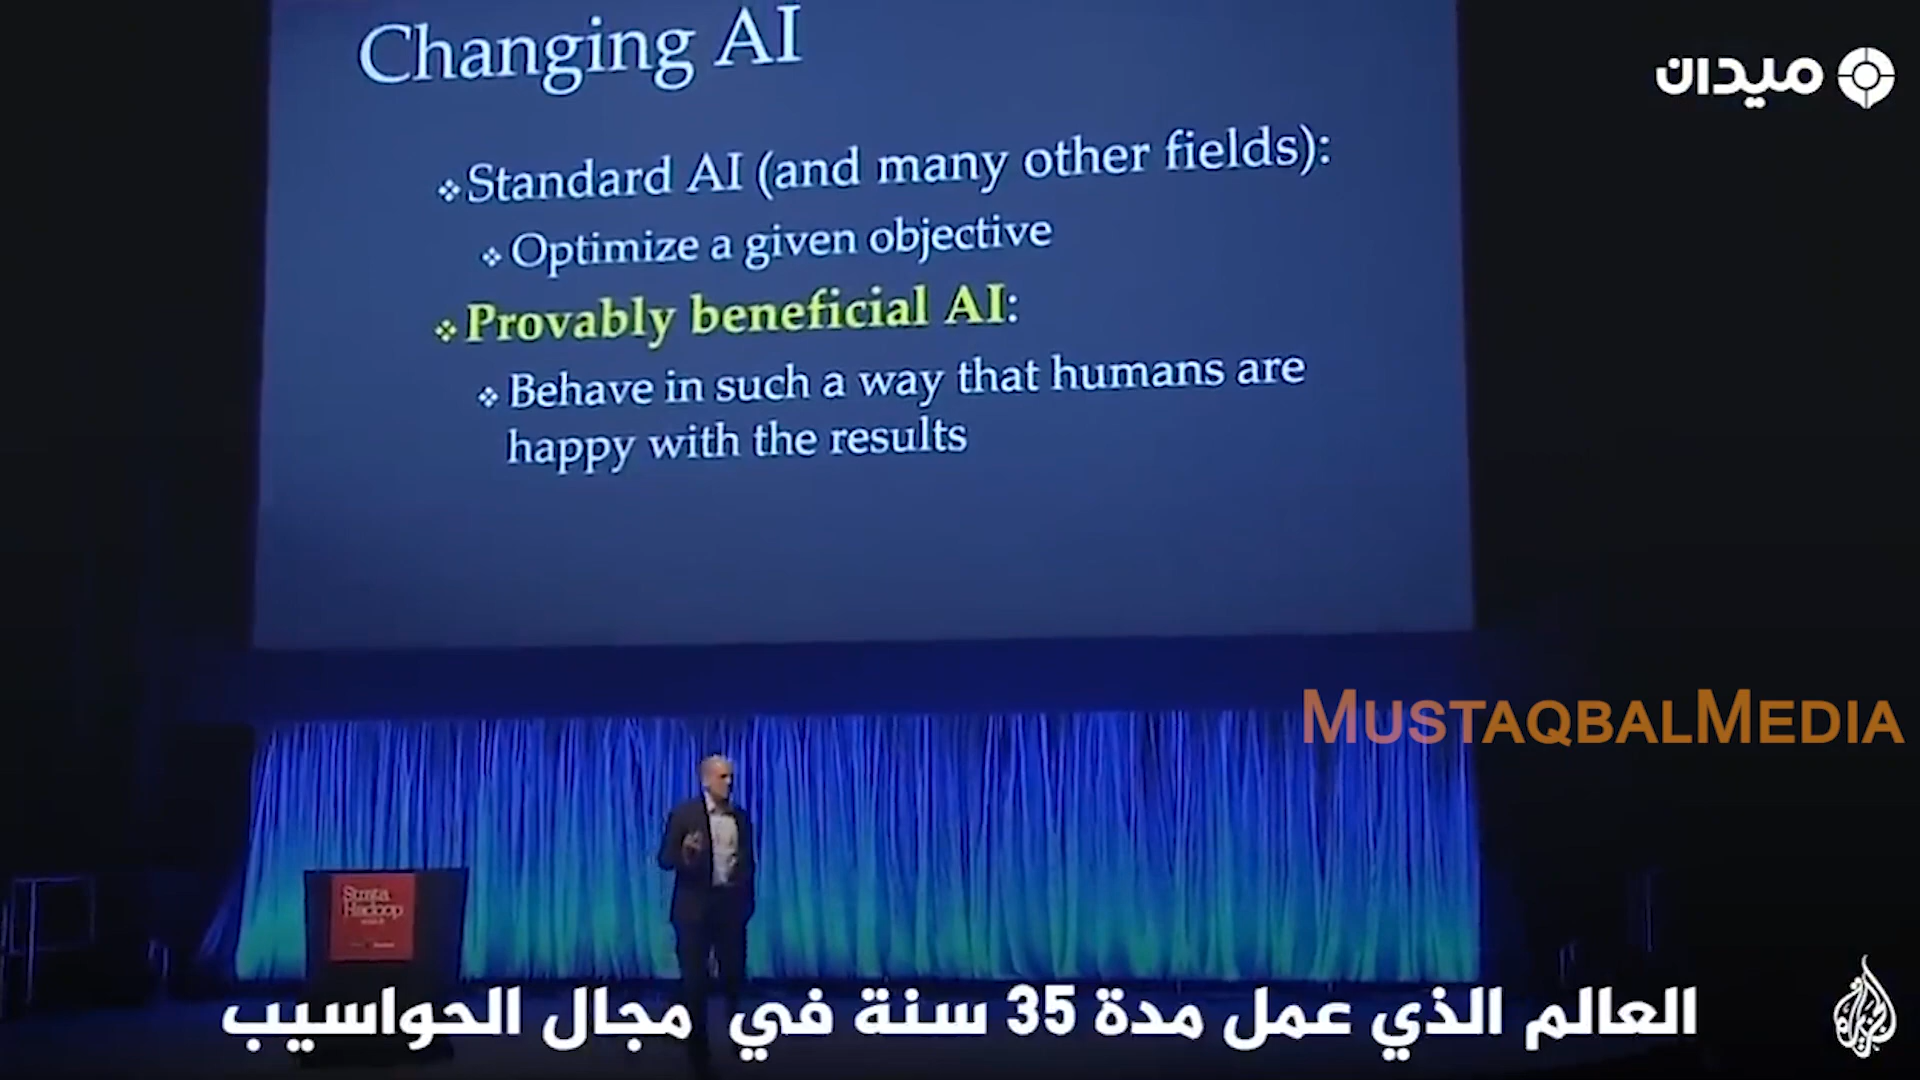 Changing AI
ميدان
❖Standard AI (and many other fields):
❖Optimize a given objective
❖Provably beneficial AI:
❖Behave in such a way that humans are
happy with the results
MUSTAQBALMEDIA
Strata
Hadoop
العالم الذي عمل مدة 35 سنة في مجال الحواسيب
الجزيرة